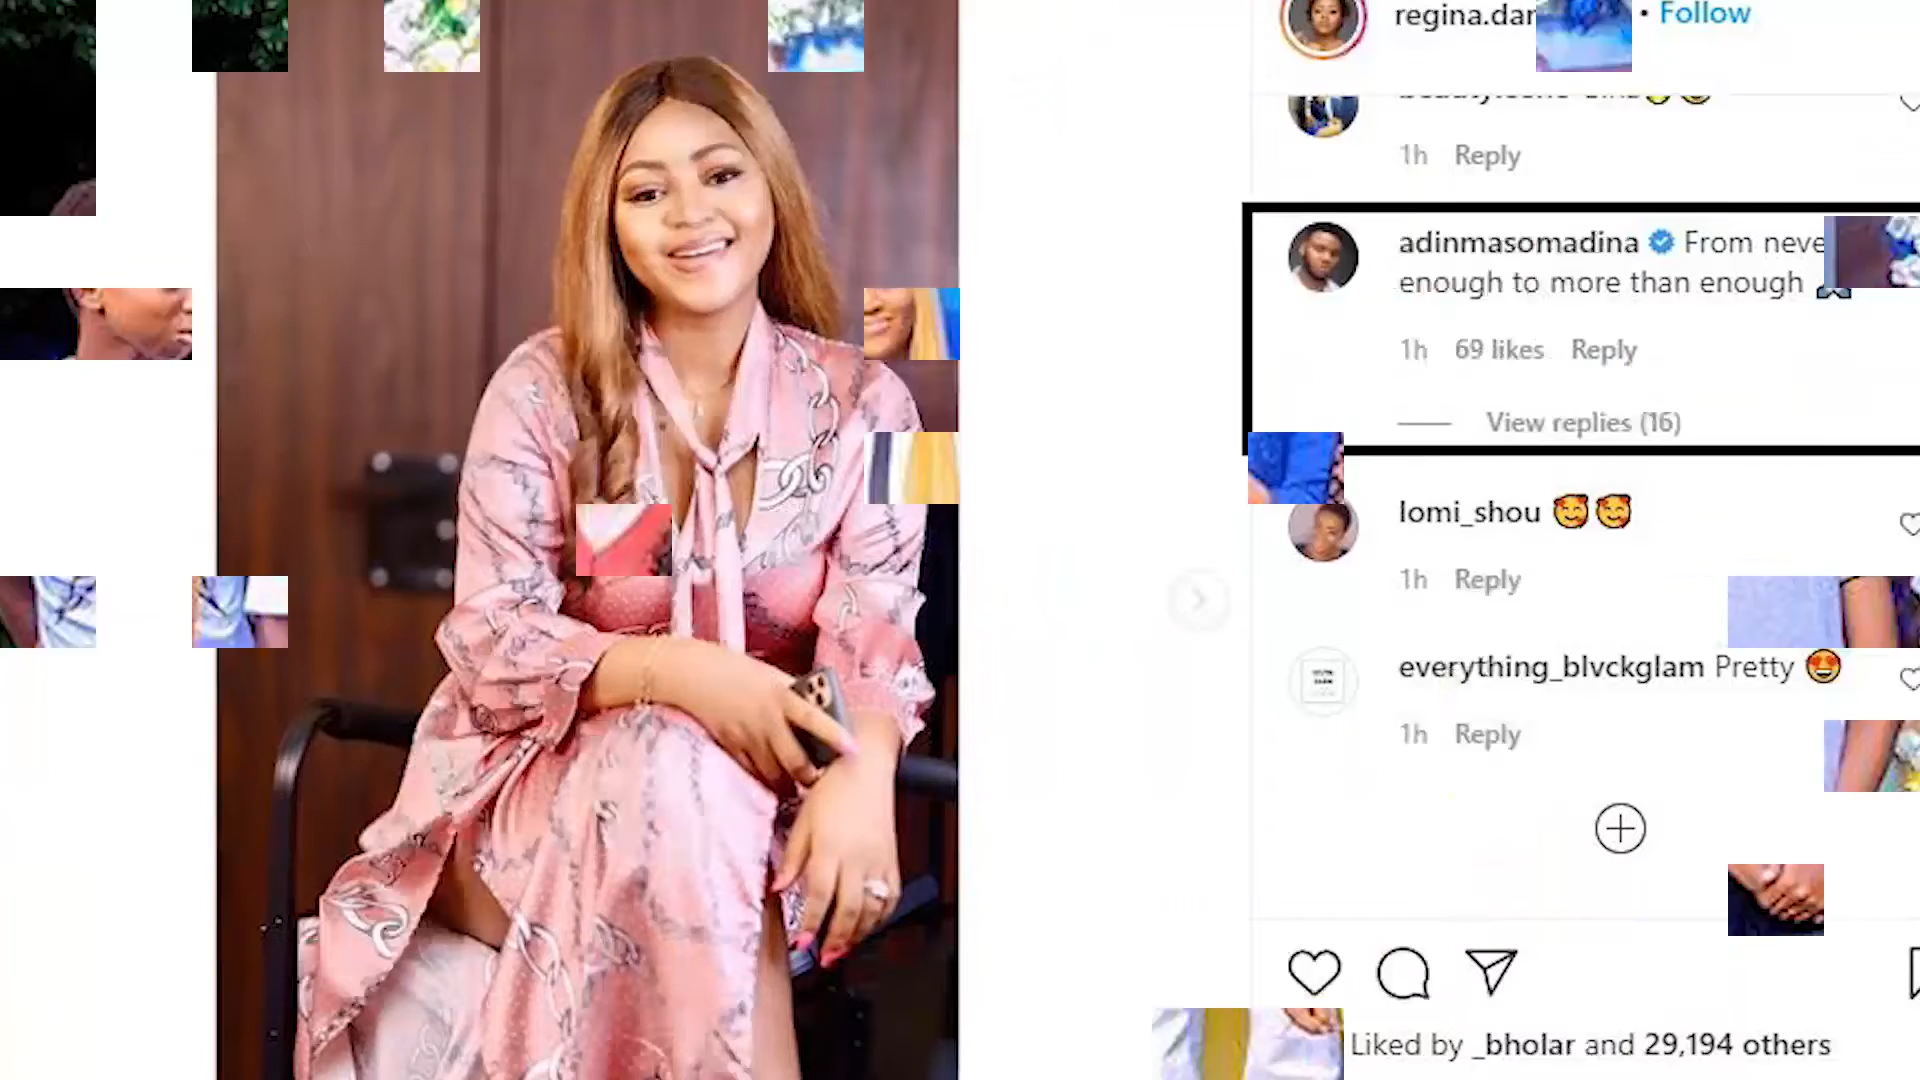 regina.dar • Follow
1h Reply
adinmasomadina From neve
enough to more than enough
1h 69 likes Reply
View replies (16)
lomi_shou 🥰🥰
1h Reply
everything_blvckglam Pretty 😍
1h Reply
Liked by _bholar and 29,194 others